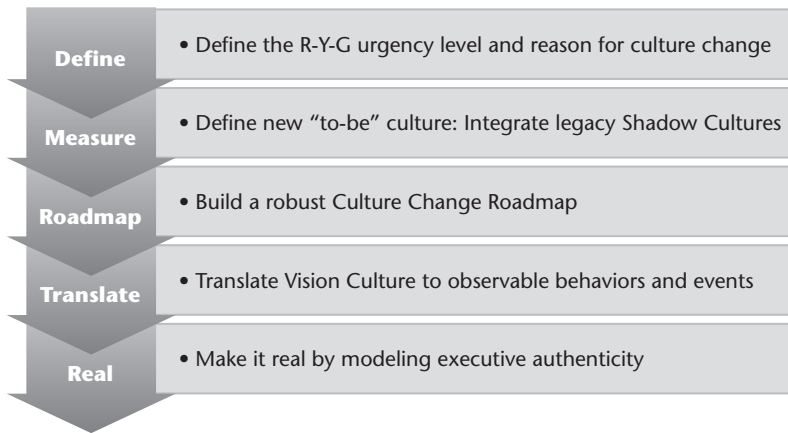 Define
• Define the R-Y-G urgency level and reason for culture change
Measure
• Define new “to-be” culture: Integrate legacy Shadow Cultures
Roadmap
• Build a robust Culture Change Roadmap
Translate
• Translate Vision Culture to observable behaviors and events
Real
• Make it real by modeling executive authenticity